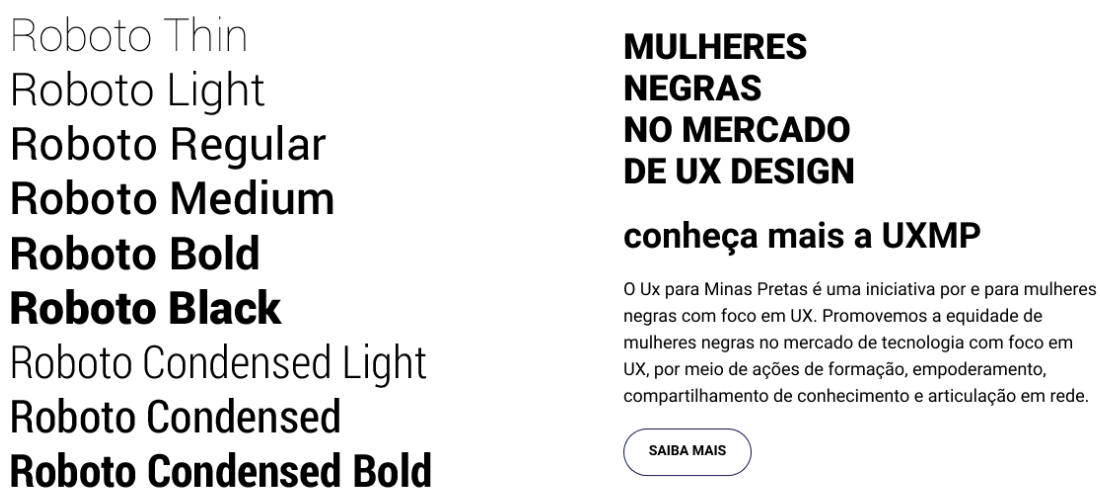 Roboto Thin
Roboto Light
Roboto Regular
Roboto Medium
Roboto Bold
Roboto Black
Roboto Condensed Light
Roboto Condensed
Roboto Condensed Bold
MULHERES
NEGRAS
NO MERCADO
DE UX DESIGN
conheça mais a UXMP
O Ux para Minas Pretas é uma iniciativa por e para mulheres
negras com foco em UX. Promovemos a equidade de
mulheres negras no mercado de tecnologia com foco em
UX, por meio de ações de formação, empoderamento,
compartilhamento de conhecimento e articulação em rede.
SAIBA MAIS